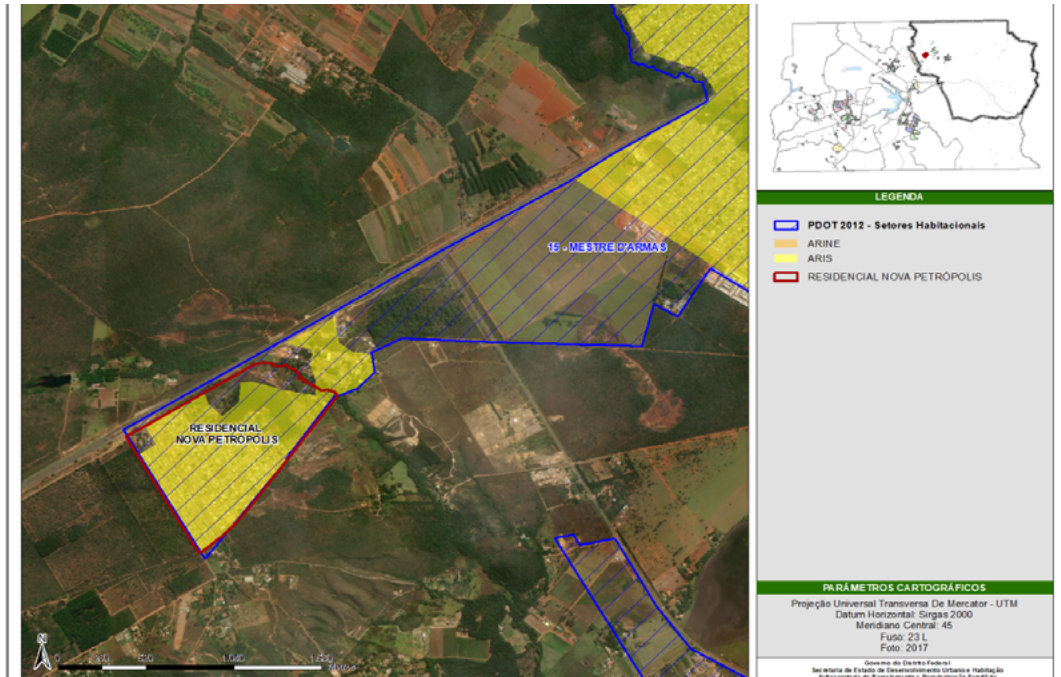 15 - MESTRE D'ARMAS
RESIDENCIAL
NOVA PETRÓPOLIS
N
0
Metros
LEGENDA
PDOT 2012 - Setores Habitacionais
ARINE
ARIS
RESIDENCIAL NOVA PETRÓPOLIS
PARÂMETROS CARTOGRÁFICOS
Projeção Universal Transversa De Mercator - UTM
Datum Horizontal: Sirgas 2000
Meridiano Central: 45
Fuso: 23 L
Foto: 2017
Governo do Distrito Federal
Secretaria de Estado de Desenvolvimento Urbano e Habitação